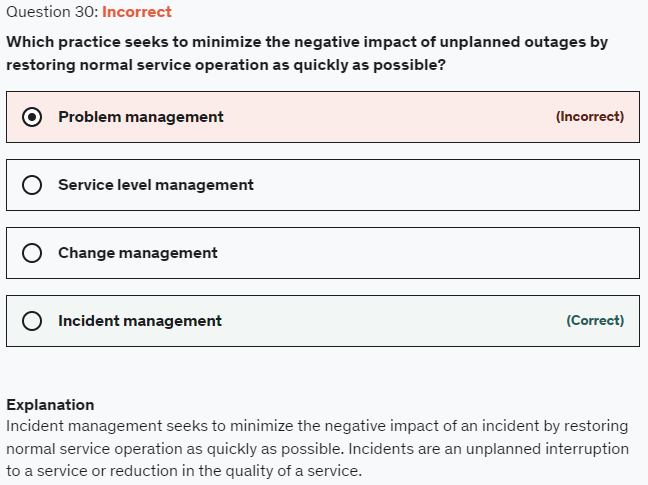 Question 30: Incorrect
Which practice seeks to minimize the negative impact of unplanned outages by
restoring normal service operation as quickly as possible?
Problem management (Incorrect)
Service level management
Change management
Incident management (Correct)
Explanation
Incident management seeks to minimize the negative impact of an incident by restoring
normal service operation as quickly as possible. Incidents are an unplanned interruption
to a service or reduction in the quality of a service.